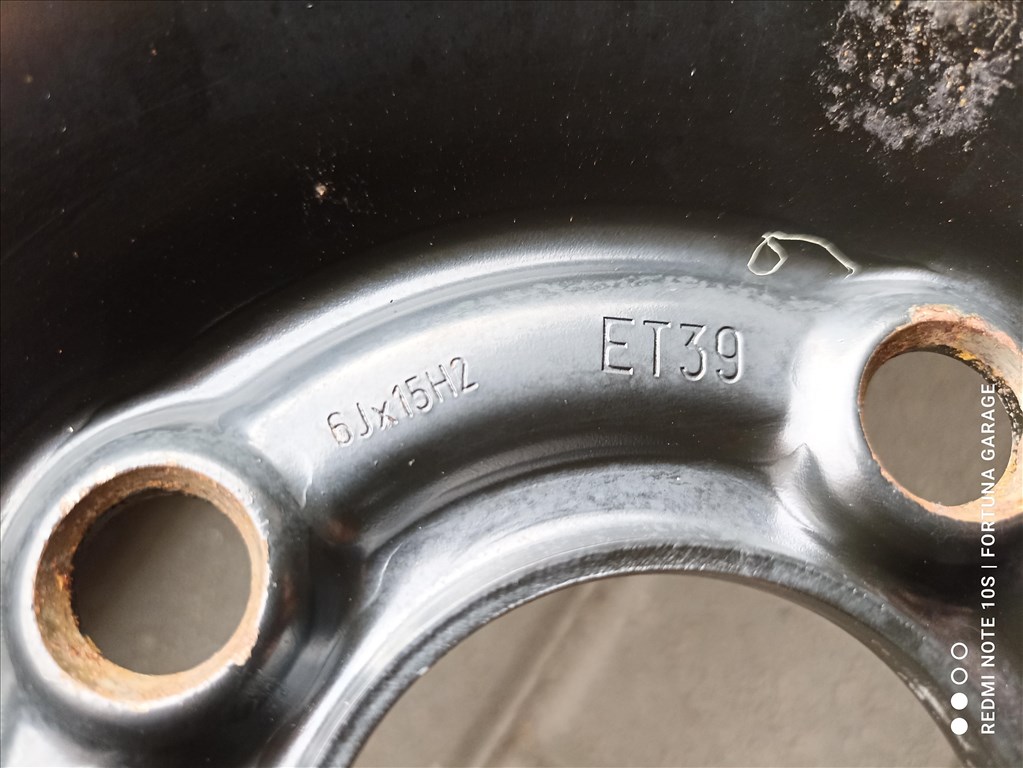 6Jx15H2
ET39
REDMI NOTE 10S | FORTUNA GARAGE